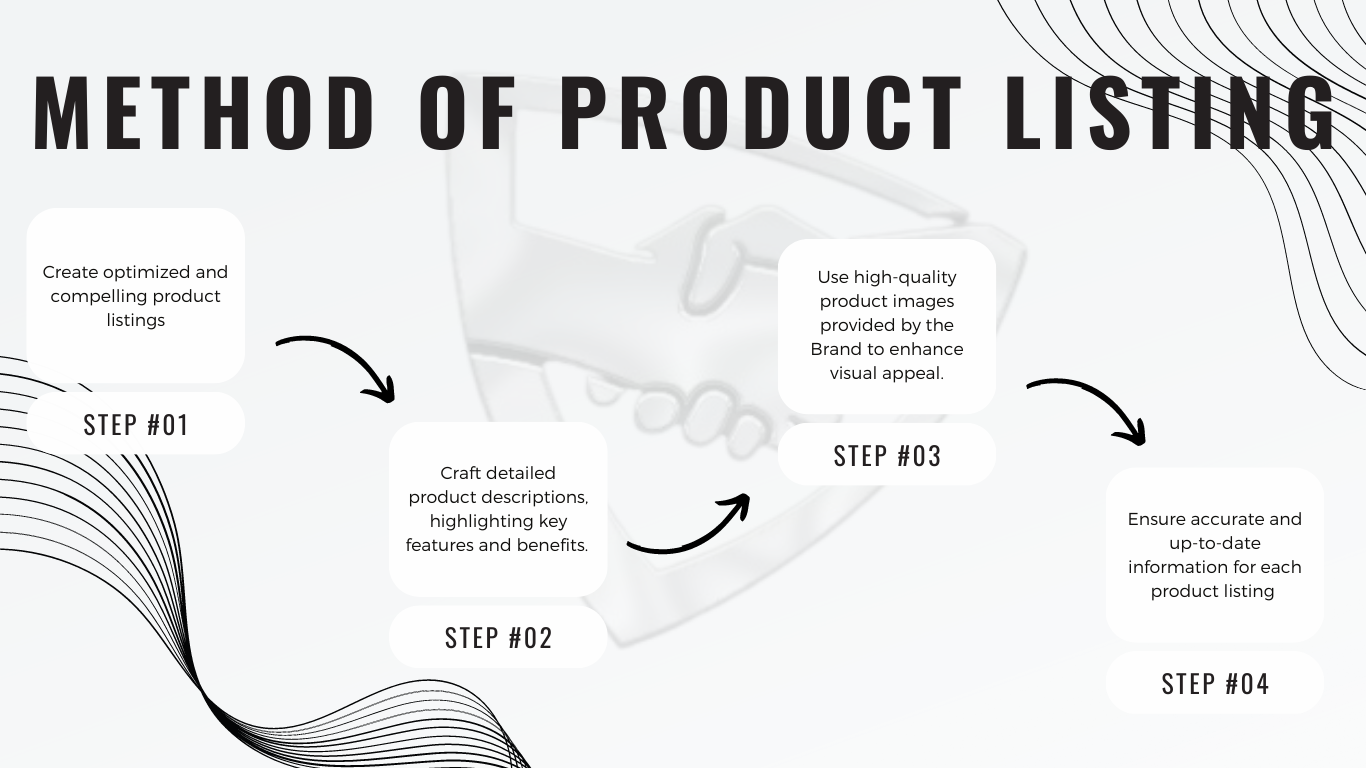 METHOD OF PRODUCT LISTING
Create optimized and
compelling product
listings
STEP #01
Craft detailed
product descriptions,
highlighting key
features and benefits.
STEP #02
Use high-quality
product images
provided by the
Brand to enhance
visual appeal.
STEP #03
Ensure accurate and
up-to-date
information for each
product listing
STEP #04